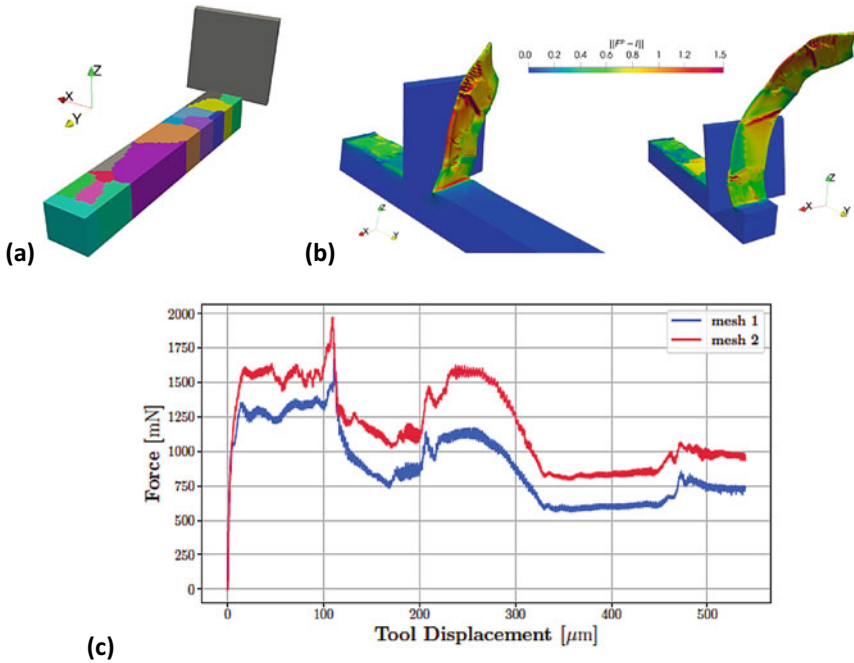 Z
X
Y
||F^p − I||
0.0 0.2 0.4 0.6 0.8 1 1.2 1.5
Z
X
Y
Z
X
Y
(a)
(b)
2000
1750
1500
1250
1000
750
500
250
0
Force [mN]
mesh 1
mesh 2
0 100 200 300 400 500
Tool Displacement [μm]
(c)